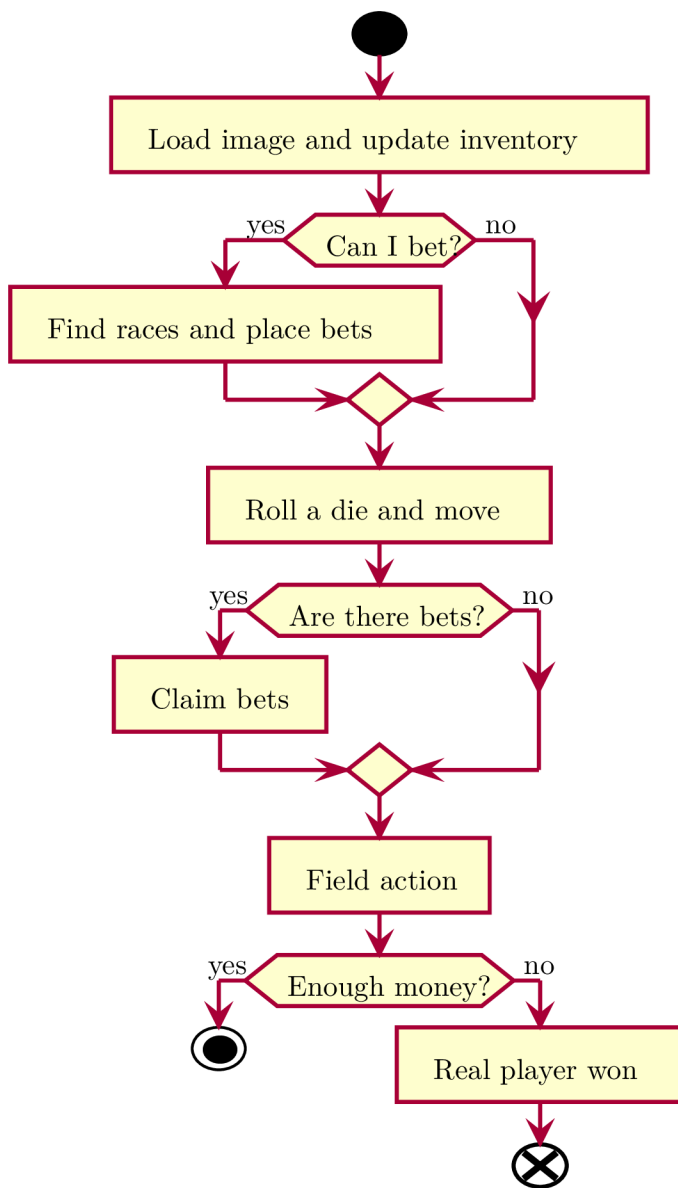 Load image and update inventory
yes
no
Can I bet?
Find races and place bets
Roll a die and move
yes
no
Are there bets?
Claim bets
Field action
yes
no
Enough money?
Real player won